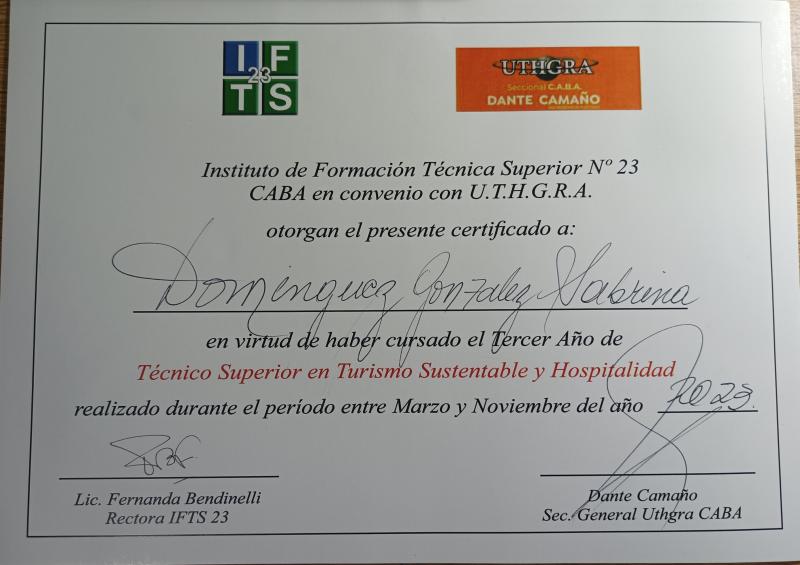 IF
23
TS
UTHGRA
Seccional C.A.B.A.
DANTE CAMAÑO
Instituto de Formación Técnica Superior Nº 23
CABA en convenio con U.T.H.G.R.A.
otorgan el presente certificado a:
Dominguez Gonzalez Sabrina
en virtud de haber cursado el Tercer Año de
Técnico Superior en Turismo Sustentable y Hospitalidad
realizado durante el período entre Marzo y Noviembre del año 2023.
Lic. Fernanda Bendinelli
Rectora IFTS 23
Dante Camaño
Sec. General Uthgra CABA